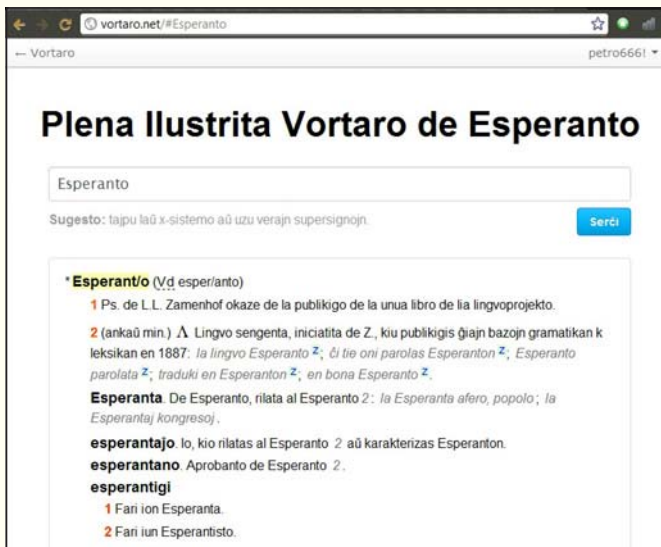 vortaro.net/#Esperanto
← Vortaro petro666!
Plena Ilustrita Vortaro de Esperanto
Esperanto
Sugesto: tajpu laŭ x-sistemo aŭ uzu verajn supersignojn.
Serĉi
*Esperant/o (Vd esper/anto)
1 Ps. de L.L. Zamenhof okaze de la publikigo de la unua libro de lia lingvoprojekto.
2 (ankaŭ min.) Λ Lingvo sengenta, iniciatita de Z., kiu publikigis ĝiajn bazojn gramatikan k
leksikan en 1887: la lingvo Esperanto Z; ĉi tie oni parolas Esperanton Z; Esperanto
parolata Z; traduki en Esperanton Z; en bona Esperanto Z.
Esperanta. De Esperanto, rilata al Esperanto 2: la Esperanta afero, popolo; la
Esperantaj kongresoj.
esperantaĵo. Io, kio rilatas al Esperanto 2 aŭ karakterizas Esperanton.
esperantano. Aprobanto de Esperanto 2.
esperantigi
1 Fari ion Esperanta.
2 Fari iun Esperantisto.